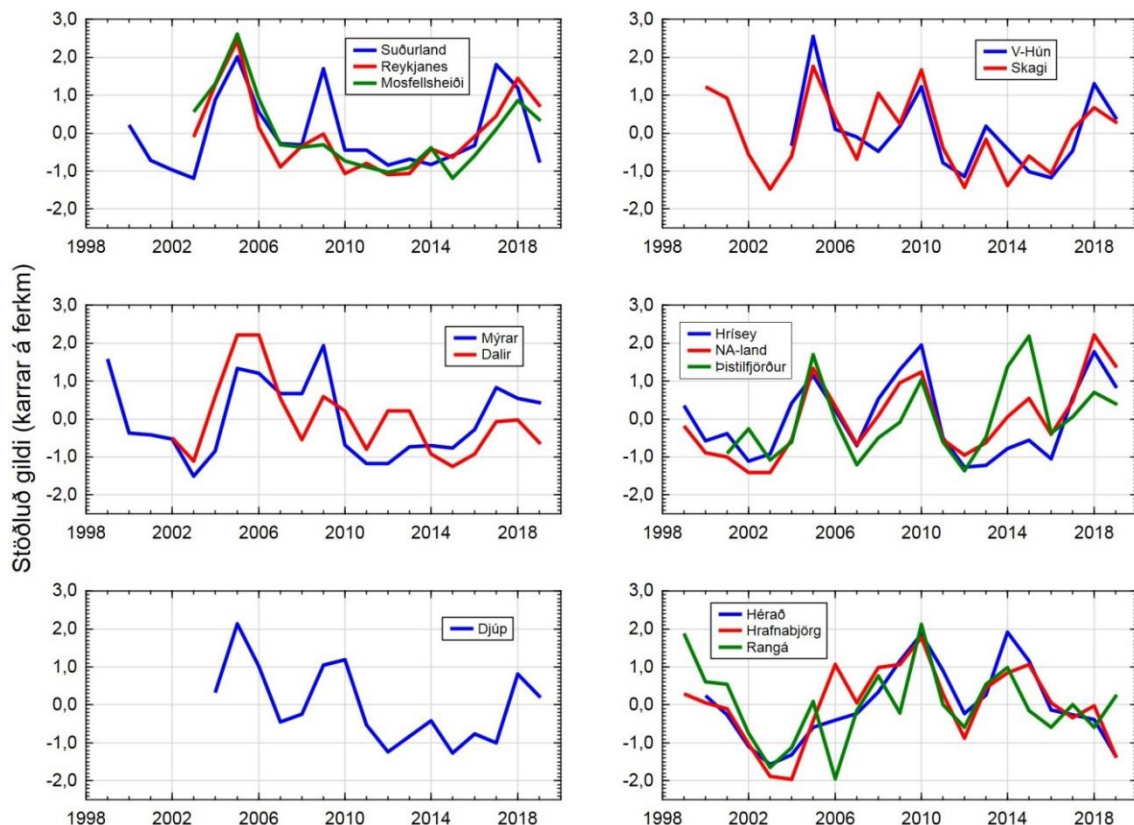 Stöðluð gildi (karrar á ferkm)
3,0
2,0
1,0
0,0
-1,0
-2,0
1998 2002 2006 2010 2014 2018
Suðurland
Reykjanes
Mosfellsheiði
3,0
2,0
1,0
0,0
-1,0
-2,0
1998 2002 2006 2010 2014 2018
V-Hún
Skagi
3,0
2,0
1,0
0,0
-1,0
-2,0
1998 2002 2006 2010 2014 2018
Mýrar
Dalir
3,0
2,0
1,0
0,0
-1,0
-2,0
1998 2002 2006 2010 2014 2018
Hrísey
NA-land
Þistilfjörður
3,0
2,0
1,0
0,0
-1,0
-2,0
1998 2002 2006 2010 2014 2018
Djúp
3,0
2,0
1,0
0,0
-1,0
-2,0
1998 2002 2006 2010 2014 2018
Hérað
Hrafnabjörg
Rangá